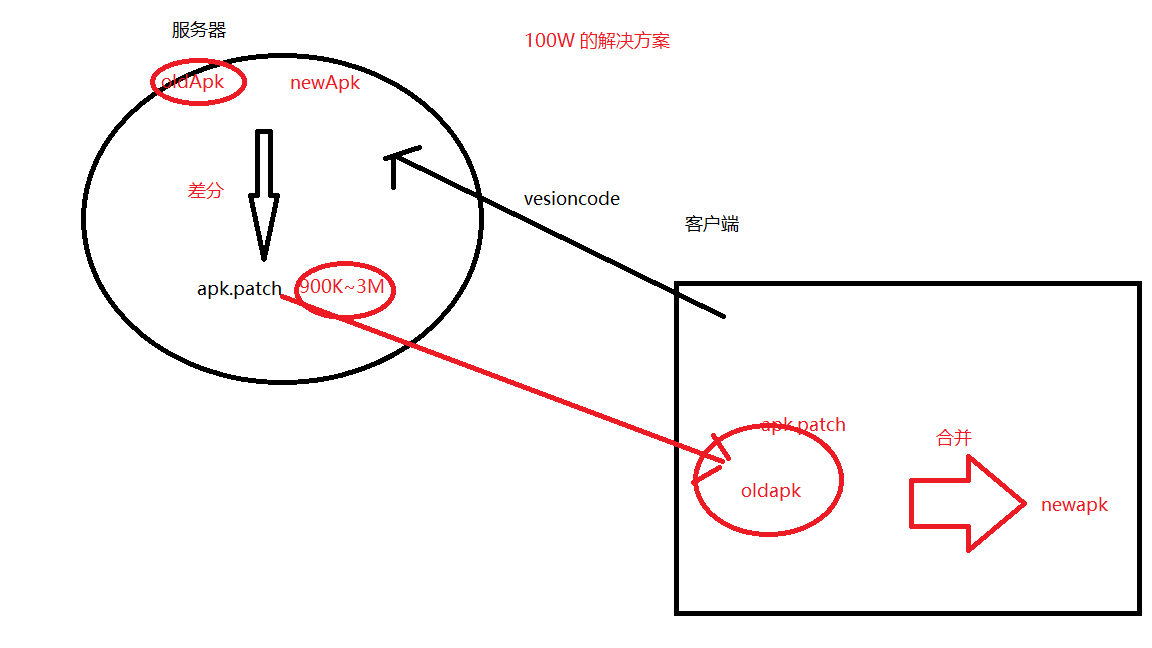 服务器
100W 的解决方案
oldApk
newApk
差分
vesioncode
客户端
apk.patch
900K~3M
apk.patch
合并
oldapk
newapk